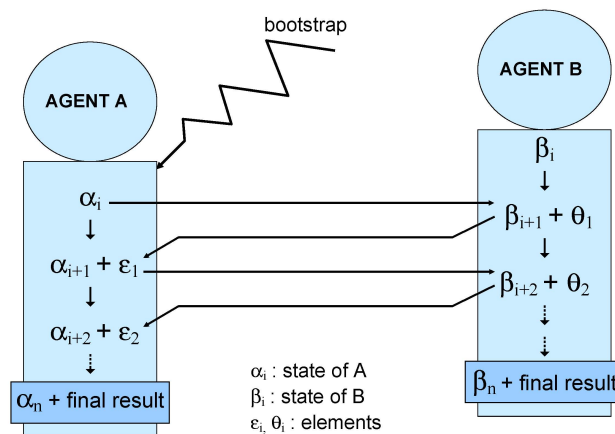 bootstrap
AGENT A
AGENT B
βi
αi
βi+1 + θ1
αi+1 + ε1
βi+2 + θ2
αi+2 + ε2
αn + final result
βn + final result
αi : state of A
βi : state of B
εi, θi : elements